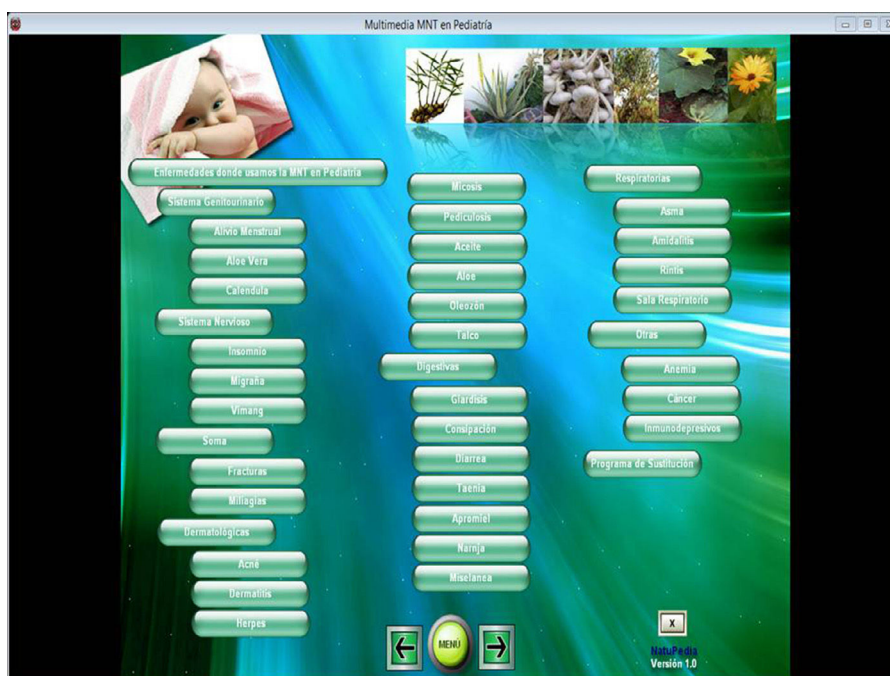 Multimedia MNT en Pediatría
Enfermedades donde usamos la MNT en Pediatría
Sistema Genitourinario
Alivio Menstrual
Aloe Vera
Calendula
Sistema Nervioso
Insomnio
Migraña
Vimang
Soma
Fracturas
Miliagias
Dermatológicas
Acné
Dermatitis
Herpes
Micosis
Pediculosis
Aceite
Aloe
Oleozón
Talco
Digestivas
Giardisis
Consipación
Diarrea
Taenia
Apromiel
Narnja
Miselanea
Respiratorias
Asma
Amidalitis
Rintis
Sala Respiratorio
Otras
Anemia
Cáncer
Inmunodepresivos
Programa de Sustitución
MENÚ
X
NatuPedia
Versión 1.0